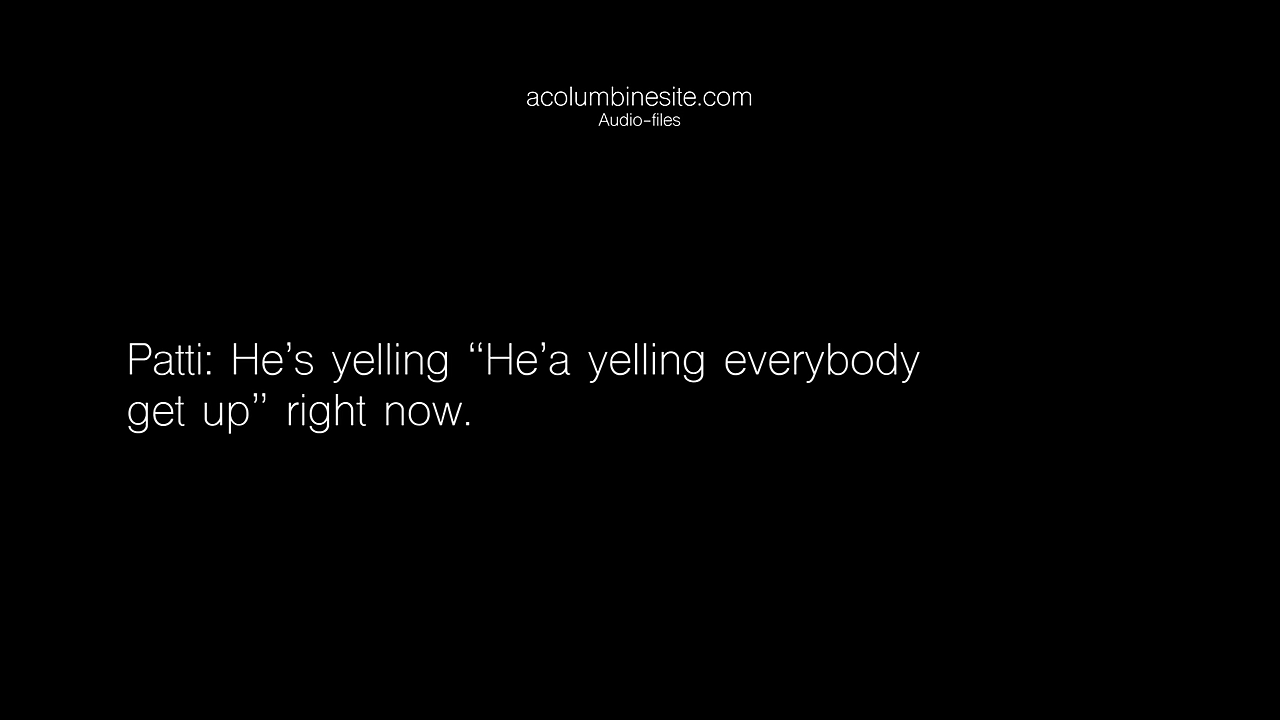 acolumbinesite.com
Audio-files
Patti: He’s yelling “He’a yelling everybody
get up” right now.